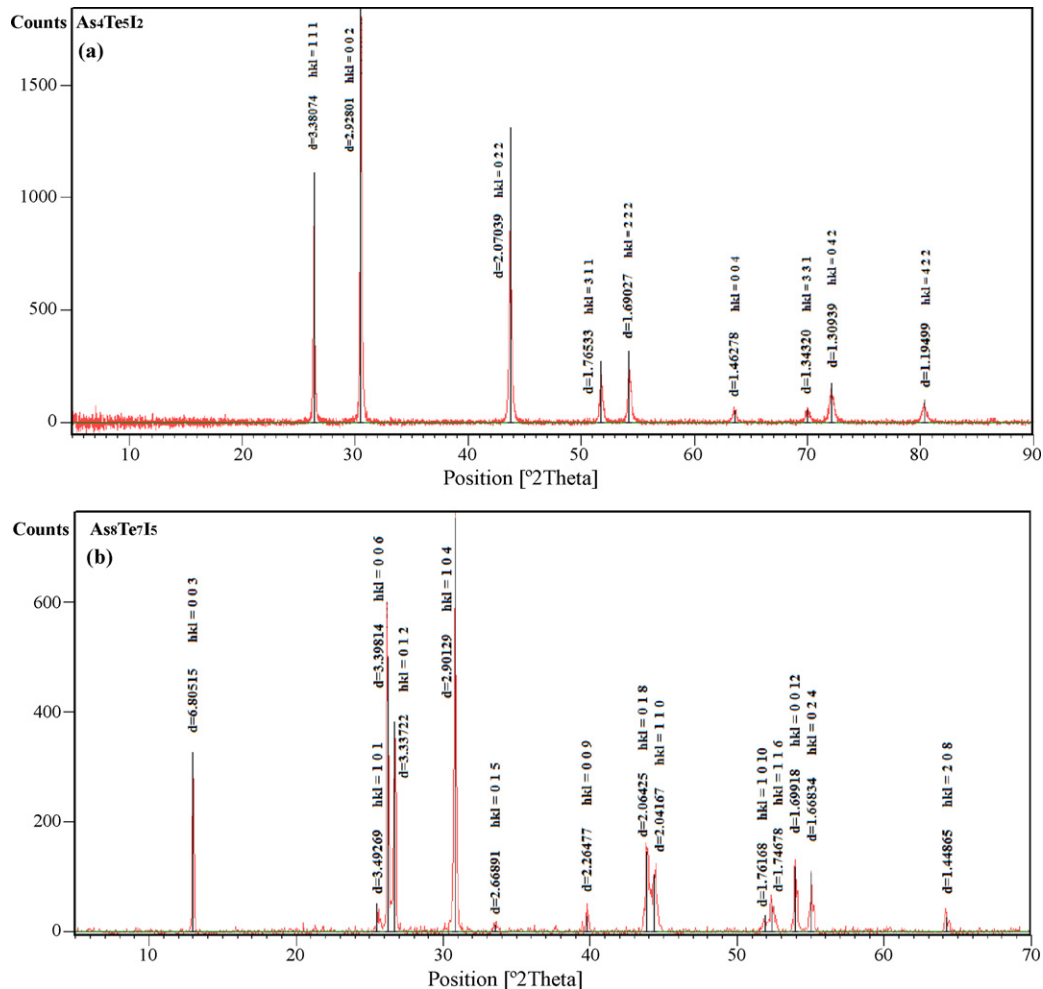 Counts As4Te5I2
(a)
1500
1000
500
0
d=3.38074 hkl = 1 1 1
d=2.92801 hkl = 0 0 2
d=2.07039 hkl = 0 2 2
d=1.76533 hkl = 3 1 1
d=1.69027 hkl = 2 2 2
d=1.46278 hkl = 0 0 4
d=1.34320 hkl = 3 3 1
d=1.30939 hkl = 0 4 2
d=1.19499 hkl = 4 2 2
10 20 30 40 50 60 70 80 90
Position [°2Theta]
Counts As8Te7I5
(b)
600
400
200
0
d=6.80515 hkl = 0 0 3
d=3.49269 hkl = 1 0 1
d=3.39814 hkl = 0 0 6
d=3.33722 hkl = 0 1 2
d=2.90129 hkl = 1 0 4
d=2.66891 hkl = 0 1 5
d=2.26477 hkl = 0 0 9
d=2.06425 hkl = 0 1 8
d=2.04167 hkl = 1 1 0
d=1.76168 hkl = 1 0 10
d=1.74678 hkl = 1 1 6
d=1.69918 hkl = 0 0 12
d=1.66834 hkl = 0 2 4
d=1.44865 hkl = 2 0 8
10 20 30 40 50 60 70
Position [°2Theta]